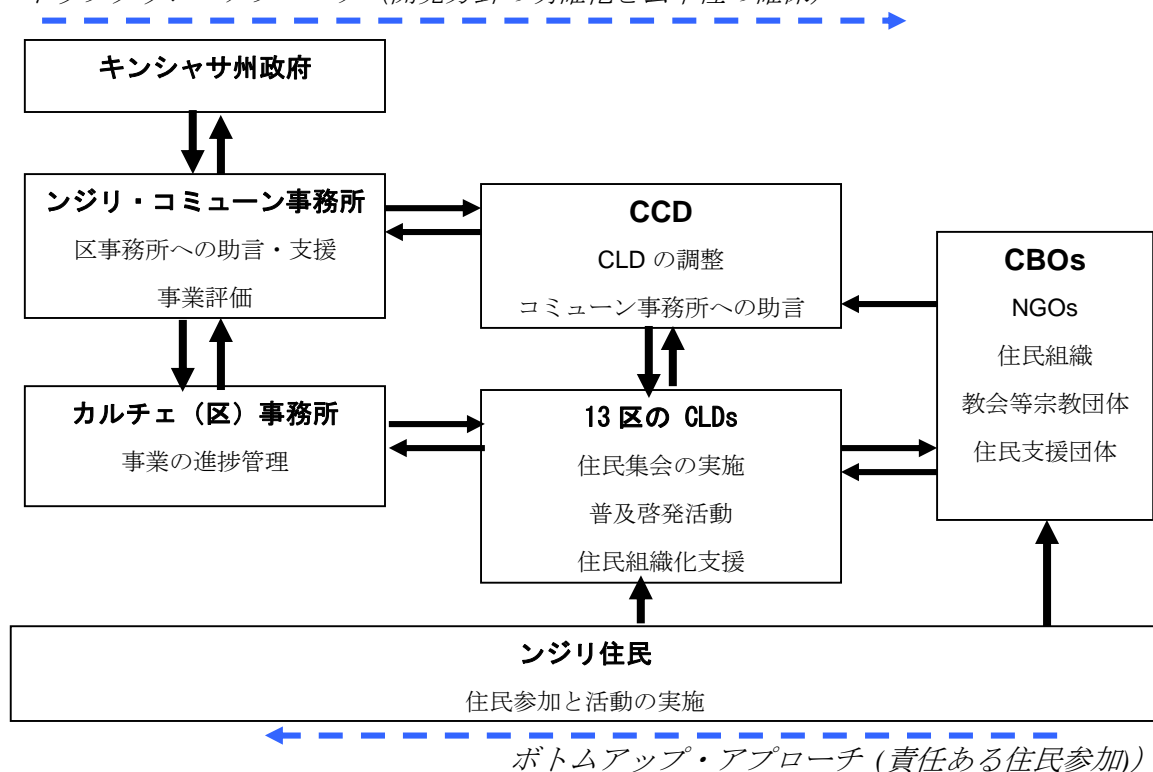 キンシャサ州政府
ンジリ・コミューン事務所
区事務所への助言・支援
事業評価
CCD
CLD の調整
コミューン事務所への助言
CBOs
NGOs
住民組織
教会等宗教団体
住民支援団体
カルチェ（区）事務所
事業の進捗管理
13 区の CLDs
住民集会の実施
普及啓発活動
住民組織化支援
ンジリ住民
住民参加と活動の実施
ボトムアップ・アプローチ (責任ある住民参加)）